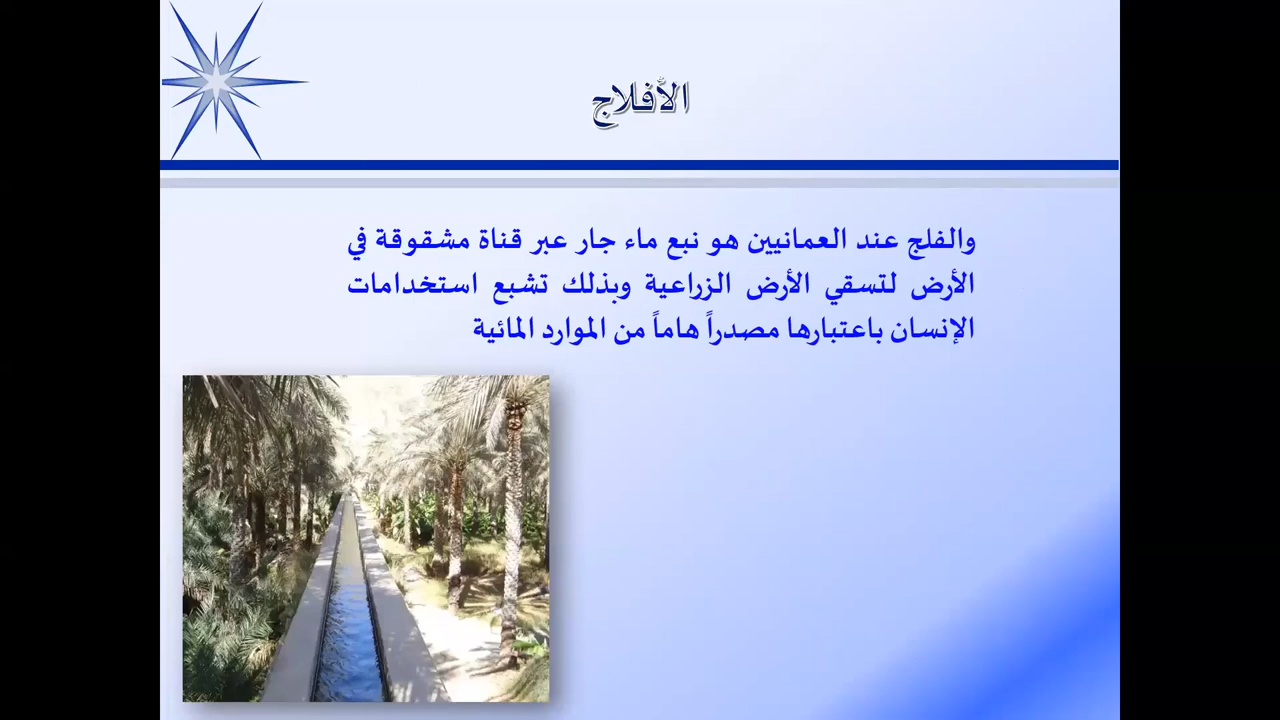 الأفلاج
والفلج عند العمانيين هو نبع ماء جار عبر قناة مشقوقة في
الأرض لتسقي الأرض الزراعية وبذلك تشبع استخدامات
الإنسان باعتبارها مصدراً هاماً من الموارد المائية